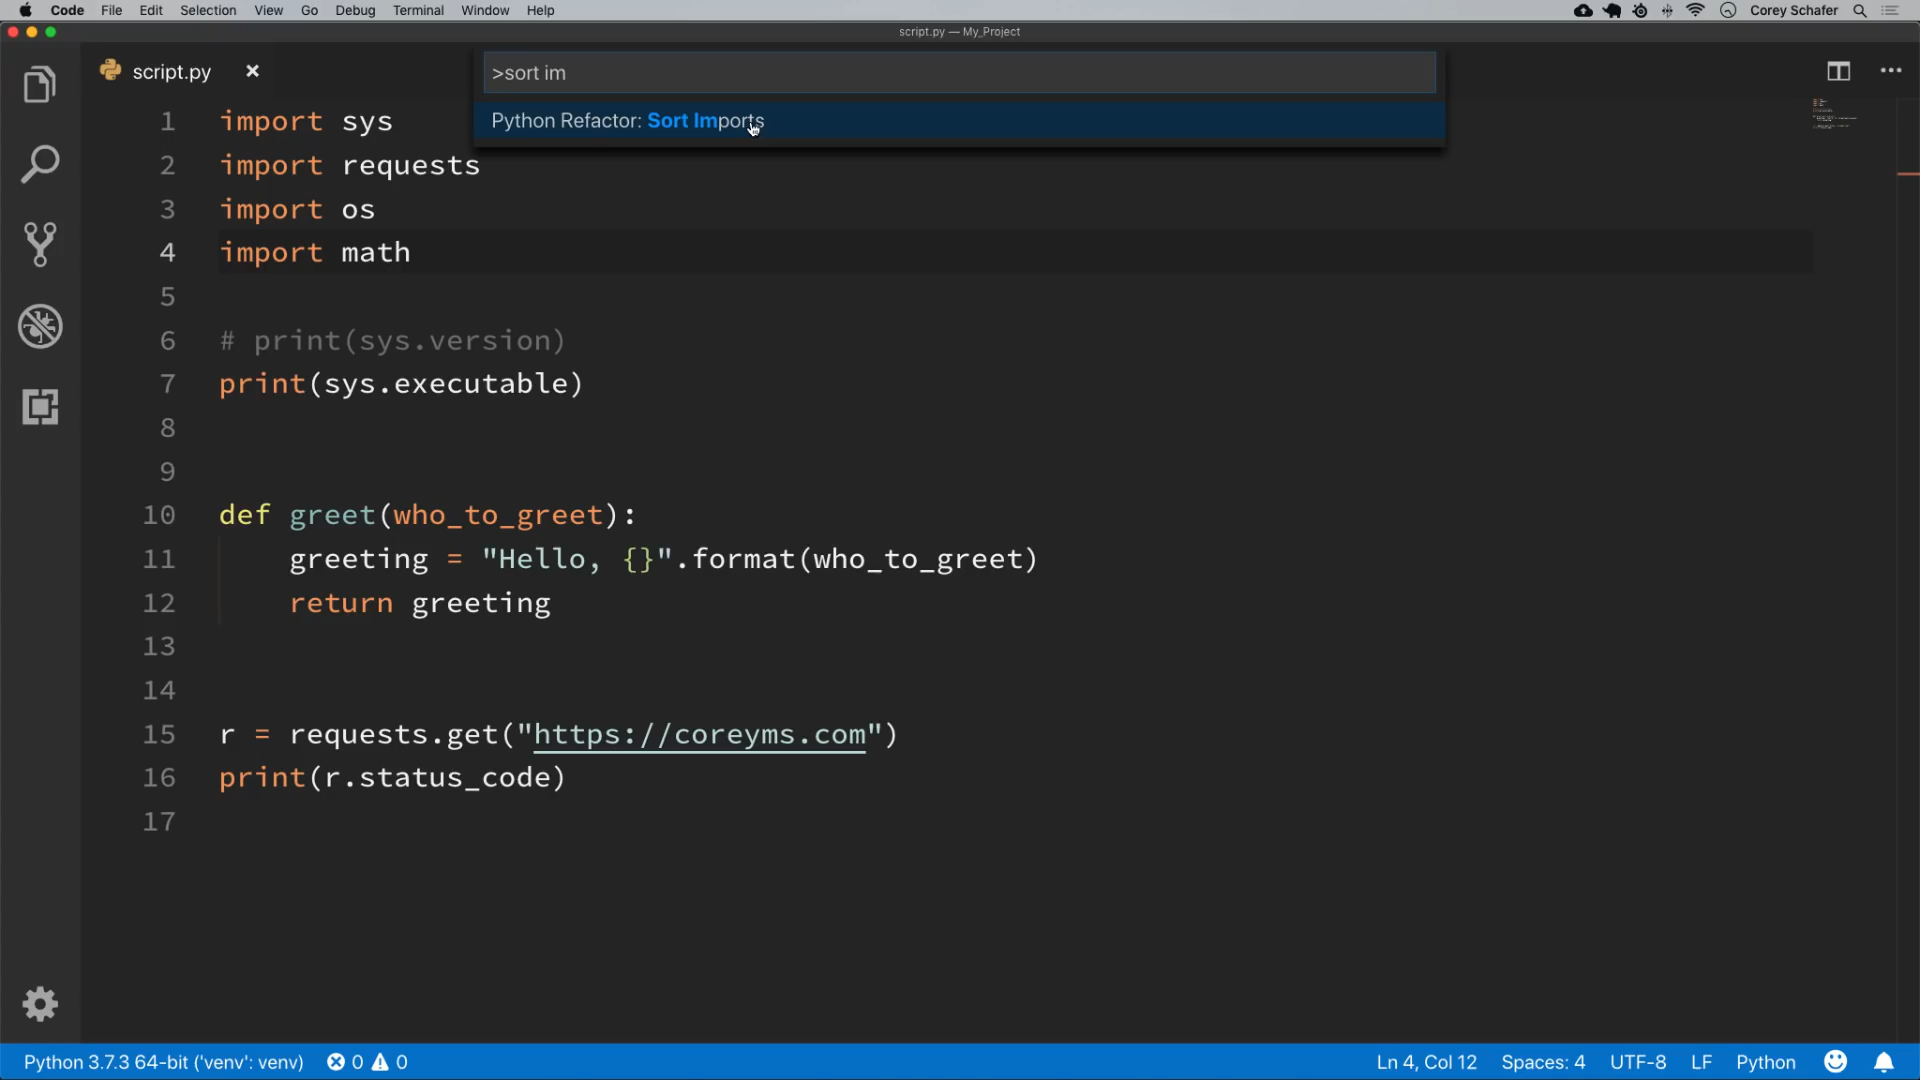 Code File Edit Selection View Go Debug Terminal Window Help Corey Schafer
script.py — My_Project
script.py
>sort im
Python Refactor: Sort Imports
1 import sys
2 import requests
3 import os
4 import math
5
6 # print(sys.version)
7 print(sys.executable)
8
9
10 def greet(who_to_greet):
11 greeting = "Hello, {}".format(who_to_greet)
12 return greeting
13
14
15 r = requests.get("https://coreyms.com")
16 print(r.status_code)
17
Python 3.7.3 64-bit ('venv': venv) 0 0 Ln 4, Col 12 Spaces: 4 UTF-8 LF Python